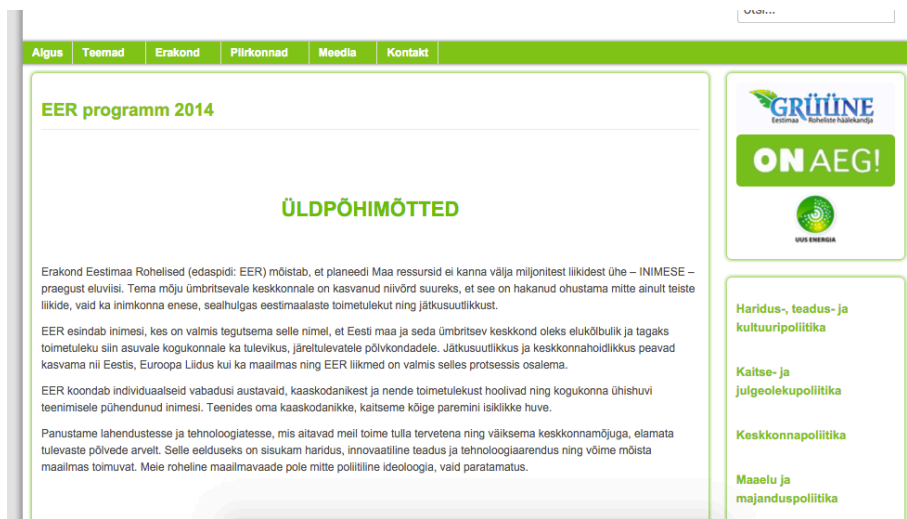 Otsi...
Algus Teemad Erakond Piirkonnad Meedia Kontakt
EER programm 2014
ÜLDPÕHIMÕTTED
Erakond Eestimaa Rohelised (edaspidi: EER) mõistab, et planeedi Maa ressursid ei kanna välja miljonitest liikidest ühe – INIMESE –
praegust eluviisi. Tema mõju ümbritsevale keskkonnale on kasvanud niivõrd suureks, et see on hakanud ohustama mitte ainult teiste
liikide, vaid ka inimkonna enese, sealhulgas eestimaalaste toimetulekut ning jätkusuutlikkust.
EER esindab inimesi, kes on valmis tegutsema selle nimel, et Eesti maa ja seda ümbritsev keskkond oleks elukõlbulik ja tagaks
toimetuleku siin asuvale kogukonnale ka tulevikus, järeltulevatele põlvkondadele. Jätkusuutlikkus ja keskkonnahoidlikkus peavad
kasvama nii Eestis, Euroopa Liidus kui ka maailmas ning EER liikmed on valmis selles protsessis osalema.
EER koondab individuaalseid vabadusi austavaid, kaaskodanikest ja nende toimetulekust hoolivad ning kogukonna ühishuvi
teenimisele pühendunud inimesi. Teenides oma kaaskodanikke, kaitseme kõige paremini isiklikke huve.
Panustame lahendustesse ja tehnoloogiatesse, mis aitavad meil toime tulla tervetena ning väiksema keskkonnamõjuga, elamata
tulevaste põlvede arvelt. Selle eelduseks on sisukam haridus, innovaatiline teadus ja tehnoloogiaarendus ning võime mõista
maailmas toimuvat. Meie roheline maailmavaade pole mitte poliitiline ideoloogia, vaid paratamatus.
GRÜÜNE
Eestimaa Roheliste häälekandja
ON AEG!
UUS ENERGIA
Haridus-, teadus- ja
kultuuripoliitika
Kaitse- ja
julgeolekupoliitika
Keskkonnapoliitika
Maaelu ja
majanduspoliitika